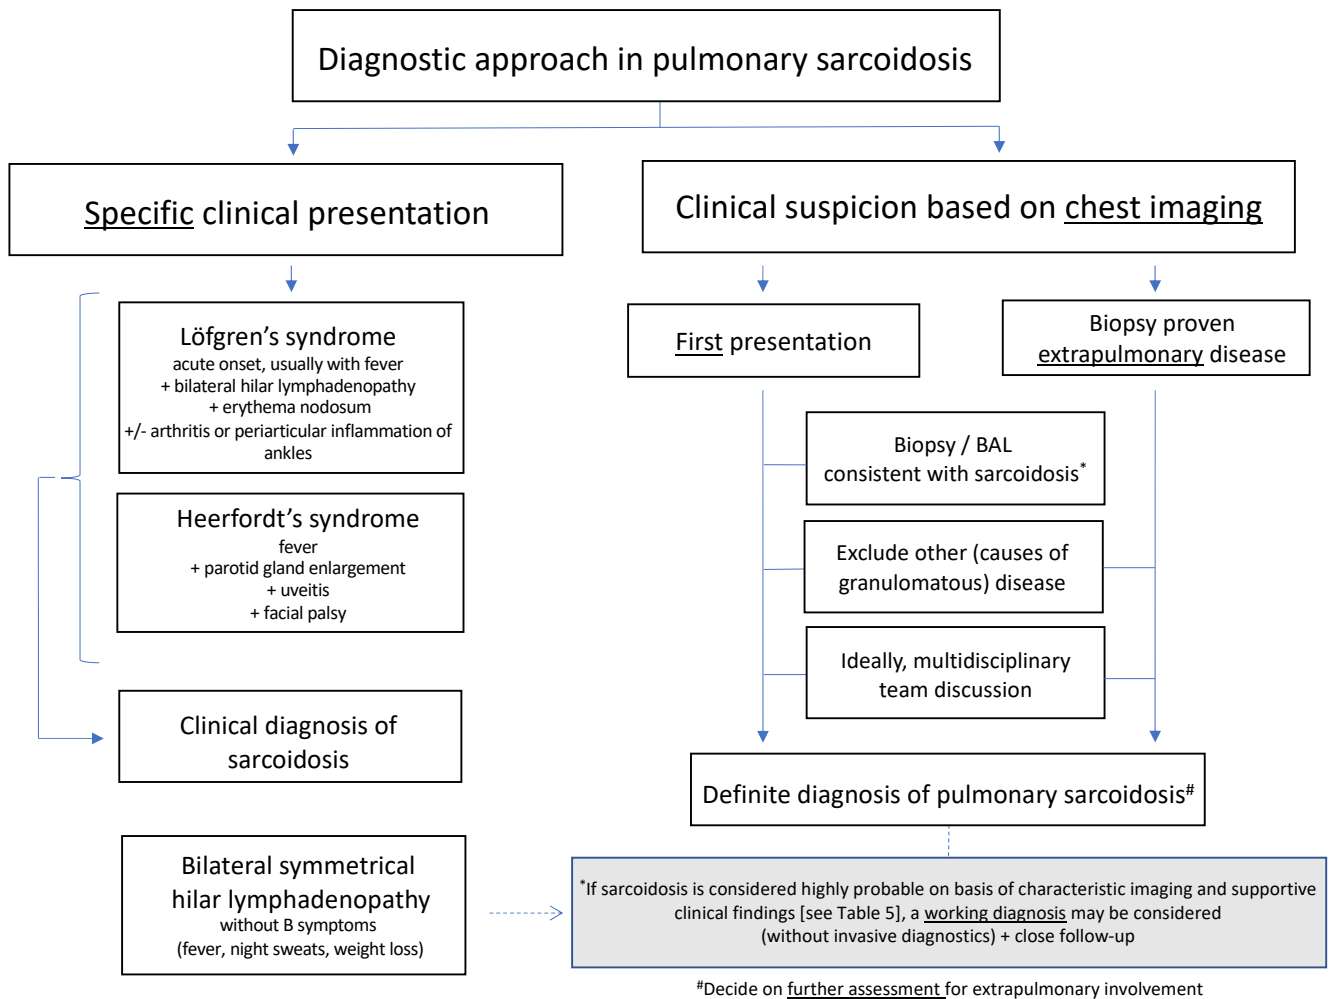 Diagnostic approach in pulmonary sarcoidosis
Specific clinical presentation
Löfgren’s syndrome
acute onset, usually with fever
+ bilateral hilar lymphadenopathy
+ erythema nodosum
+/- arthritis or periarticular inflammation of
ankles
Heerfordt’s syndrome
fever
+ parotid gland enlargement
+ uveitis
+ facial palsy
Clinical diagnosis of
sarcoidosis
Bilateral symmetrical
hilar lymphadenopathy
without B symptoms
(fever, night sweats, weight loss)
Clinical suspicion based on chest imaging
First presentation
Biopsy proven
extrapulmonary disease
Biopsy / BAL
consistent with sarcoidosis*
Exclude other (causes of
granulomatous) disease
Ideally, multidisciplinary
team discussion
Definite diagnosis of pulmonary sarcoidosis#
*If sarcoidosis is considered highly probable on basis of characteristic imaging and supportive
clinical findings [see Table 5], a working diagnosis may be considered
(without invasive diagnostics) + close follow-up
#Decide on further assessment for extrapulmonary involvement